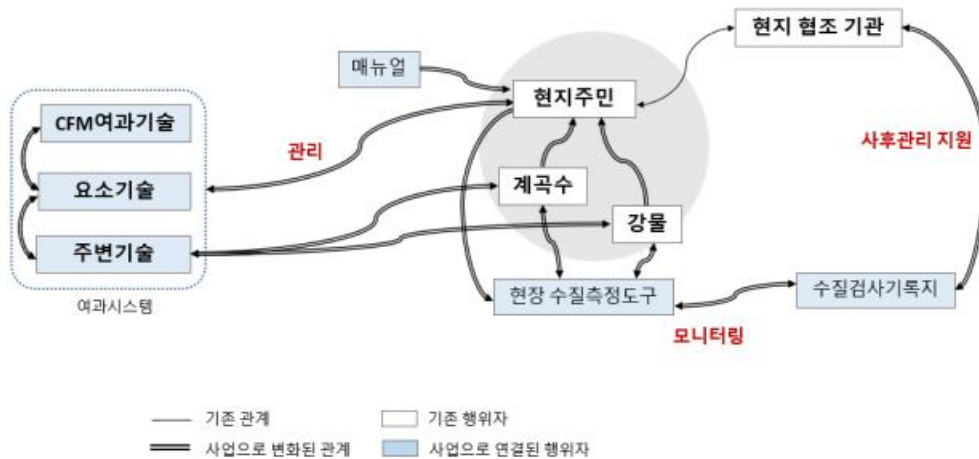 현지 협조 기관
매뉴얼
현지주민
CFM여과기술
관리
사후관리 지원
요소기술
계곡수
강물
주변기술
여과시스템
현장 수질측정도구
수질검사기록지
모니터링
기존 관계
기존 행위자
사업으로 변화된 관계
사업으로 연결된 행위자